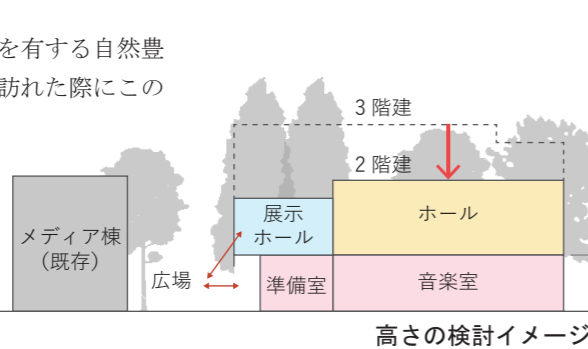 を有する自然豊
訪れた際にこの
3 階建
2 階建
展示
ホール
ホール
メディア棟
（既存）
広場
準備室
音楽室
高さの検討イメージ